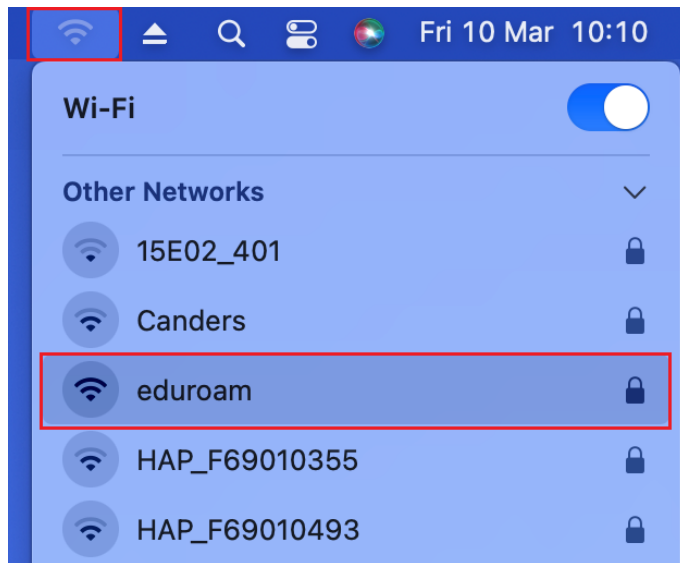 Fri 10 Mar 10:10
Wi-Fi
Other Networks
15E02_401
Canders
eduroam
HAP_F69010355
HAP_F69010493